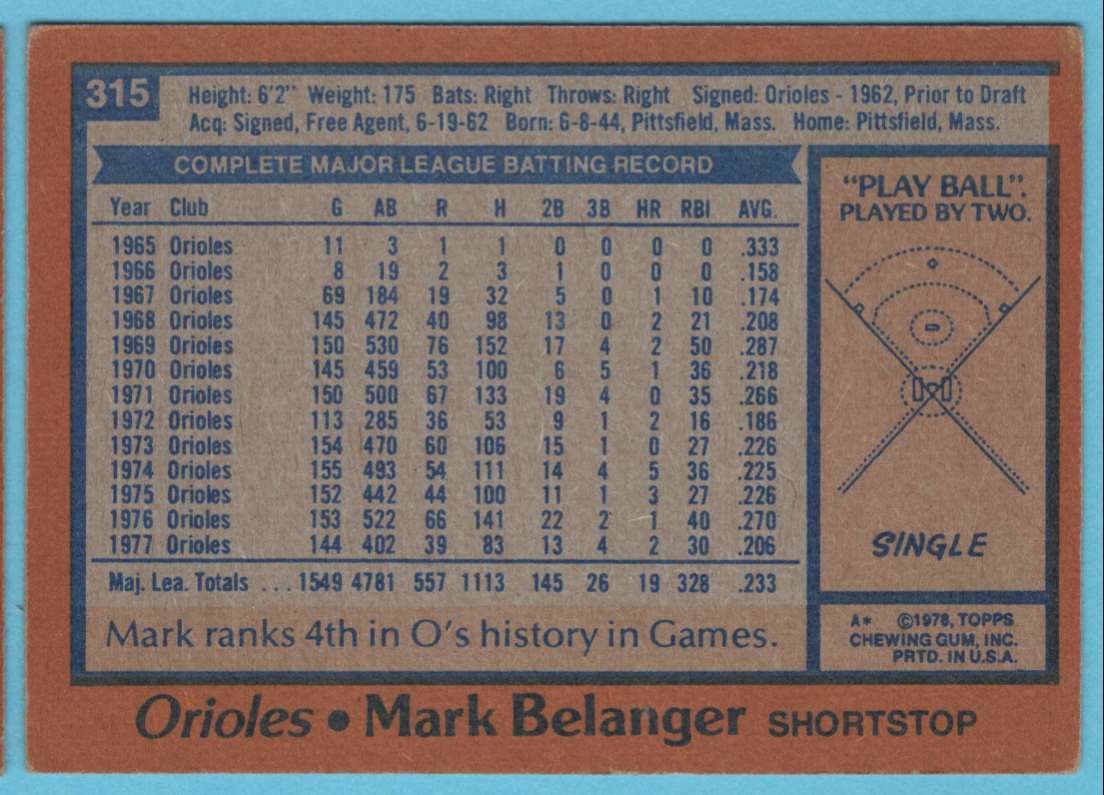 315
Height: 6'2" Weight: 175 Bats: Right Throws: Right Signed: Orioles - 1962, Prior to Draft
Acq: Signed, Free Agent, 6-19-62 Born: 6-8-44, Pittsfield, Mass. Home: Pittsfield, Mass.
COMPLETE MAJOR LEAGUE BATTING RECORD
Year Club G AB R H 2B 3B HR RBI AVG.
1965 Orioles 11 3 1 1 0 0 0 0 .333
1966 Orioles 8 19 2 3 1 0 0 0 .158
1967 Orioles 69 184 19 32 5 0 1 10 .174
1968 Orioles 145 472 40 98 13 0 2 21 .208
1969 Orioles 150 530 76 152 17 4 2 50 .287
1970 Orioles 145 459 53 100 6 5 1 36 .218
1971 Orioles 150 500 67 133 19 4 0 35 .266
1972 Orioles 113 285 36 53 9 1 2 16 .186
1973 Orioles 154 470 60 106 15 1 0 27 .226
1974 Orioles 155 493 54 111 14 4 5 36 .225
1975 Orioles 152 442 44 100 11 1 3 27 .226
1976 Orioles 153 522 66 141 22 2 1 40 .270
1977 Orioles 144 402 39 83 13 4 2 30 .206
Maj. Lea. Totals ... 1549 4781 557 1113 145 26 19 328 .233
Mark ranks 4th in O's history in Games.
"PLAY BALL".
PLAYED BY TWO.
SINGLE
A* ©1978, TOPPS
CHEWING GUM, INC.
PRTD. IN U.S.A.
Orioles • Mark Belanger SHORTSTOP